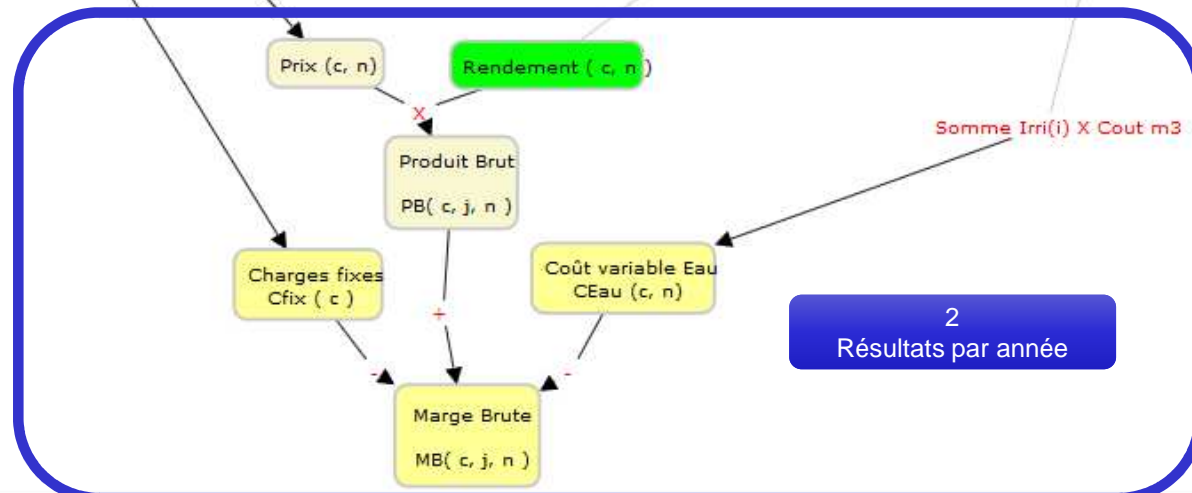 Prix (c, n)
Rendement ( c, n )
X
Somme Irri(i) X Cout m3
Produit Brut
PB( c, j, n )
Charges fixes
Cfix ( c )
Coût variable Eau
CEau (c, n)
+
2
Résultats par année
-
-
Marge Brute
MB( c, j, n )